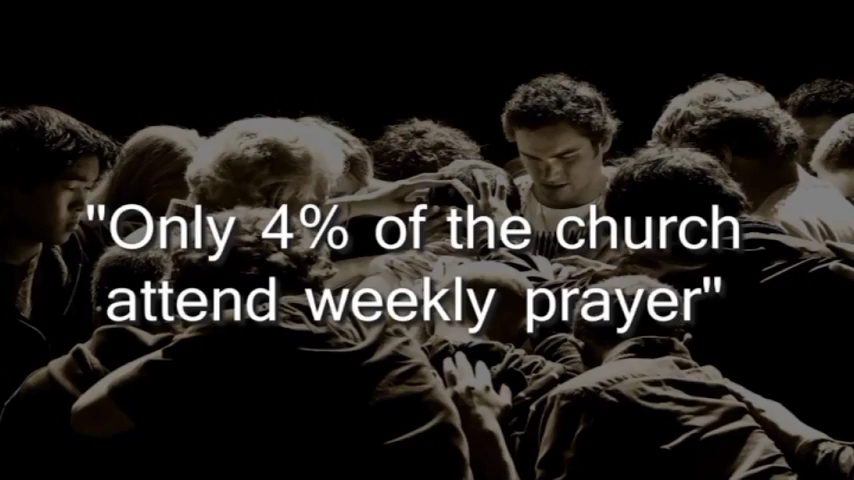 "Only 4% of the church
attend weekly prayer"